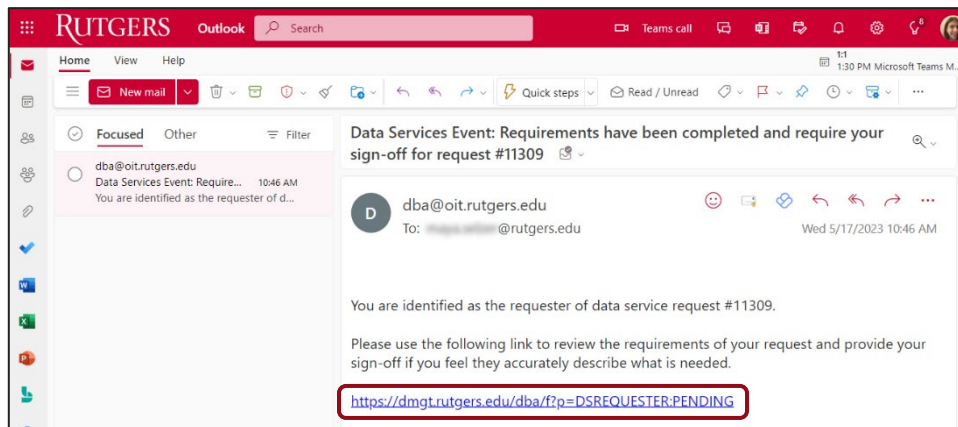 RUTGERS Outlook Search Teams call 8
Home View Help 1:1
1:30 PM Microsoft Teams M..
New mail Quick steps Read / Unread
Focused Other Filter
dba@oit.rutgers.edu
Data Services Event: Require... 10:46 AM
You are identified as the requester of d...
Data Services Event: Requirements have been completed and require your
sign-off for request #11309
D dba@oit.rutgers.edu
To: @rutgers.edu Wed 5/17/2023 10:46 AM
You are identified as the requester of data service request #11309.
Please use the following link to review the requirements of your request and provide your
sign-off if you feel they accurately describe what is needed.
https://dmgt.rutgers.edu/dba/f?p=DSREQUESTER:PENDING